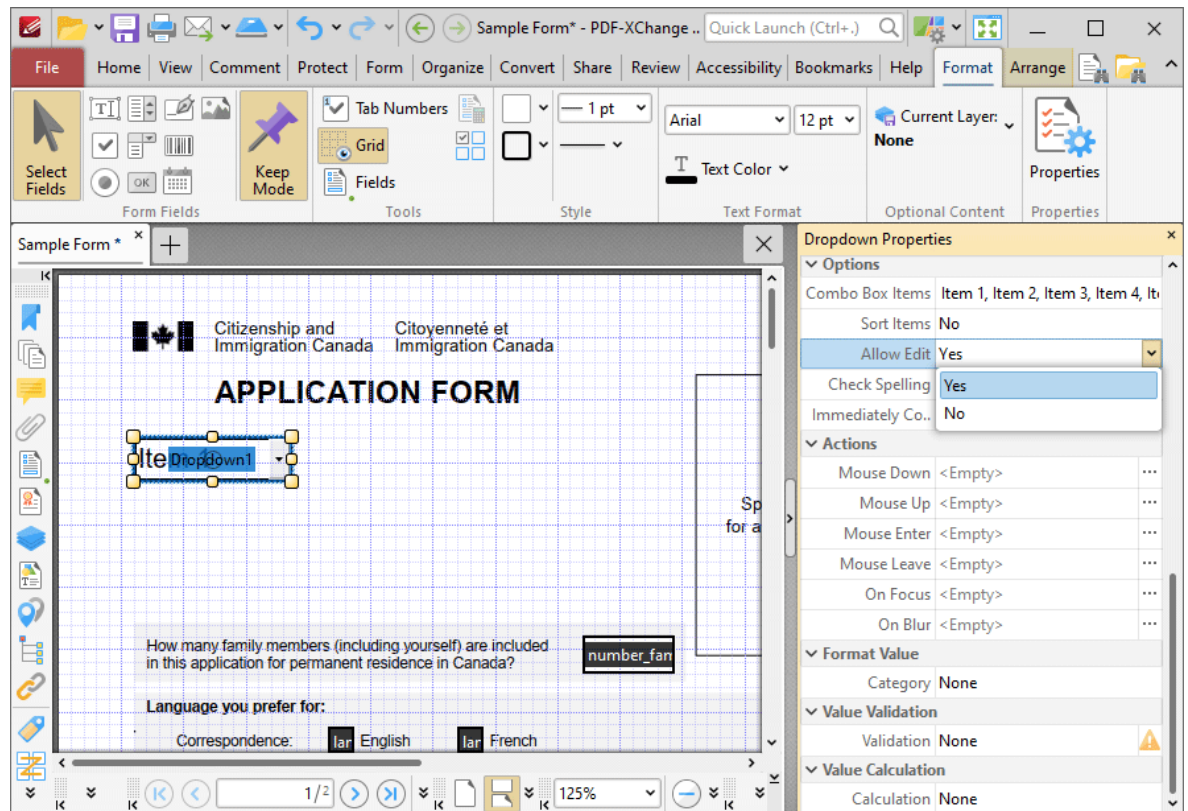 Sample Form* - PDF-XChange ..
Quick Launch (Ctrl+.)
File
Home
View
Comment
Protect
Form
Organize
Convert
Share
Review
Accessibility
Bookmarks
Help
Format
Arrange
Select
Fields
OK
Keep
Mode
Form Fields
Tab Numbers
Grid
Fields
Tools
1 pt
Style
Arial
12 pt
Text Color
Text Format
Current Layer:
None
Optional Content
Properties
Properties
Sample Form *
Citizenship and
Immigration Canada
Citoyenneté et
Immigration Canada
APPLICATION FORM
Dropdown1
Sp
for a
How many family members (including yourself) are included
in this application for permanent residence in Canada?
number_fam
Language you prefer for:
Correspondence:
lar
English
lar
French
1/2
125%
Dropdown Properties
Options
Combo Box Items Item 1, Item 2, Item 3, Item 4, Ite
Sort Items No
Allow Edit Yes
Check Spelling
Yes
Immediately Co..
No
Actions
Mouse Down <Empty> ...
Mouse Up <Empty> ...
Mouse Enter <Empty> ...
Mouse Leave <Empty> ...
On Focus <Empty> ...
On Blur <Empty> ...
Format Value
Category None
Value Validation
Validation None
Value Calculation
Calculation None